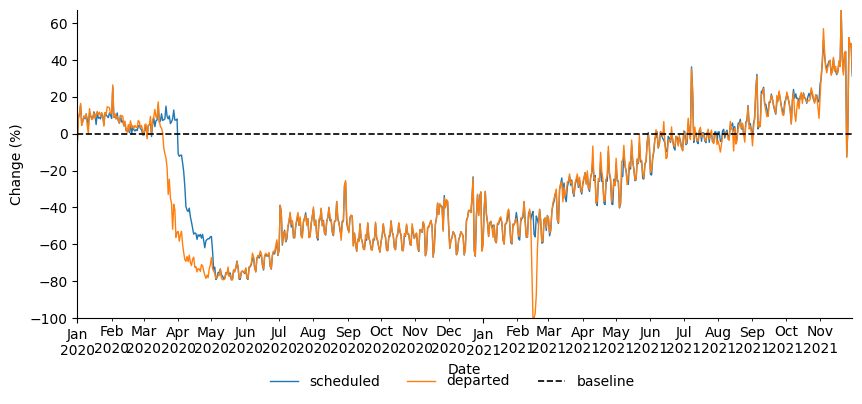 60
40
20
0
−20
−40
−60
−80
−100
Change (%)
Jan Feb Mar Apr May Jun Jul Aug Sep Oct Nov Dec Jan Feb Mar Apr May Jun Jul Aug Sep Oct Nov
2020 2020 2020 2020 2020 2020 2020 2020 2020 2020 2020 2020 2021 2021 2021 2021 2021 2021 2021 2021 2021 2021 2021
Date
scheduled departed baseline